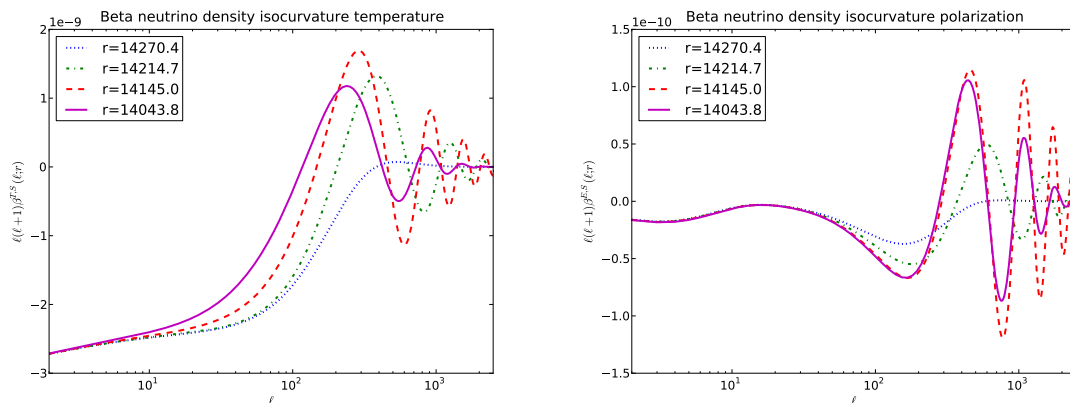 Beta neutrino density isocurvature temperature
1e−9
r=14270.4
r=14214.7
r=14145.0
r=14043.8
ℓ(ℓ+1)β^{T,S}(ℓ;r)
2
1
0
−1
−2
−3
10^1
10^2
10^3
ℓ
Beta neutrino density isocurvature polarization
1e−10
r=14270.4
r=14214.7
r=14145.0
r=14043.8
ℓ(ℓ+1)β^{E,S}(ℓ;r)
1.5
1.0
0.5
0.0
−0.5
−1.0
−1.5
10^1
10^2
10^3
ℓ